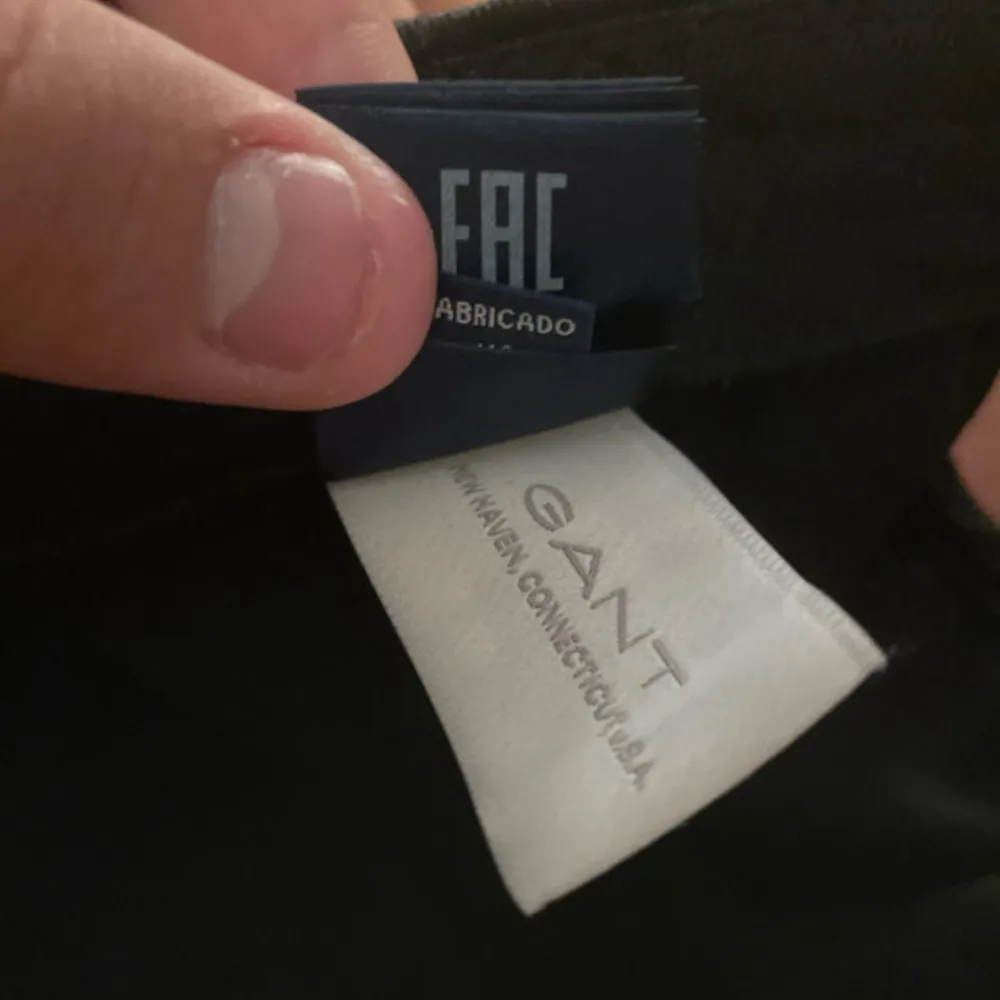 EAC
ABRICADO
GANT
NEW HAVEN, CONNECTICUT U.S.A.